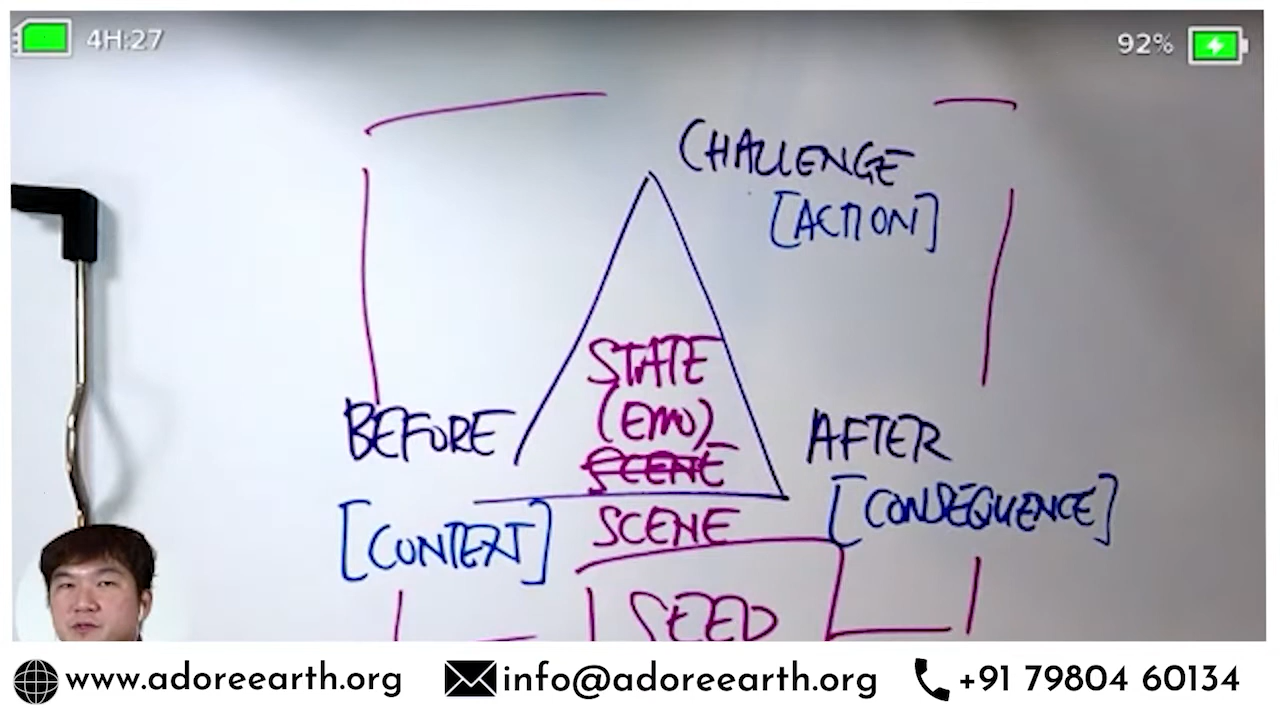 4H:27
92%
CHALLENGE
[ACTION]
STATE
(EMO)
BEFORE
AFTER
SCENE
[CONTEXT]
SCENE
[CONSEQUENCE]
SEED
www.adoreearth.org
info@adoreearth.org
+91 79804 60134